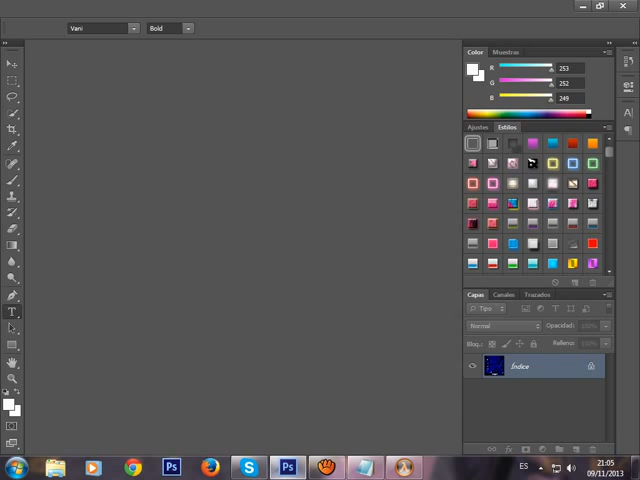 Vani Bold
Color Muestras
R 253
G 252
B 249
Ajustes Estilos
Capas Canales Trazados
Tipo
Normal Opacidad: 100%
Bloq.: Relleno: 100%
Índice
ES 21:05
09/11/2013